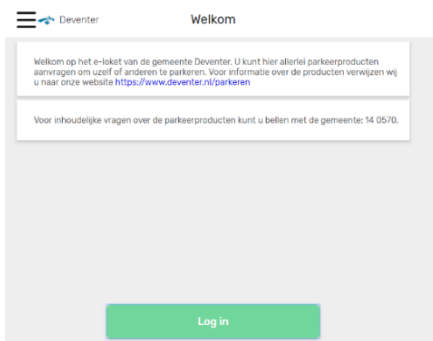 Deventer
Welkom
Welkom op het e-loket van de gemeente Deventer. U kunt hier allerlei parkeerproducten
aanvragen om uzelf of anderen te parkeren. Voor informatie over de producten verwijzen wij
u naar onze website https://www.deventer.nl/parkeren
Voor inhoudelijke vragen over de parkeerproducten kunt u bellen met de gemeente: 14 0570.
Log in